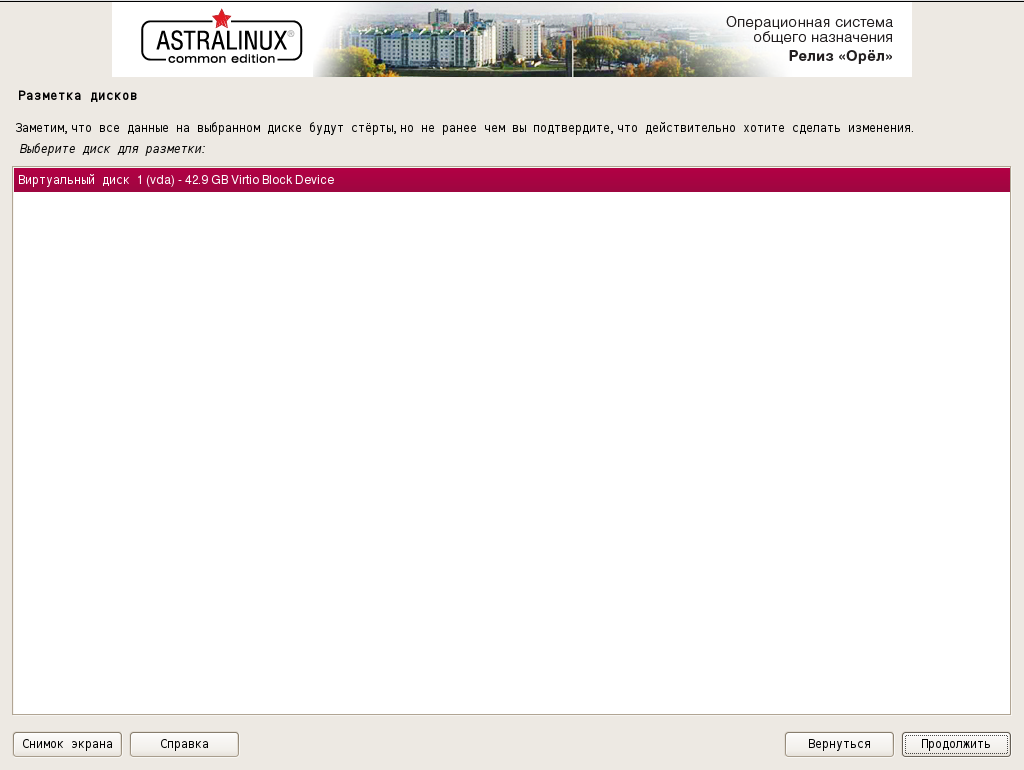 ASTRALINUX®
common edition
Операционная система
общего назначения
Релиз «Орёл»
Разметка дисков
Заметим, что все данные на выбранном диске будут стёрты, но не ранее чем вы подтвердите, что действительно хотите сделать изменения.
Выберите диск для разметки:
Виртуальный диск 1 (vda) - 42.9 GB Virtio Block Device
Снимок экрана
Справка
Вернуться
Продолжить